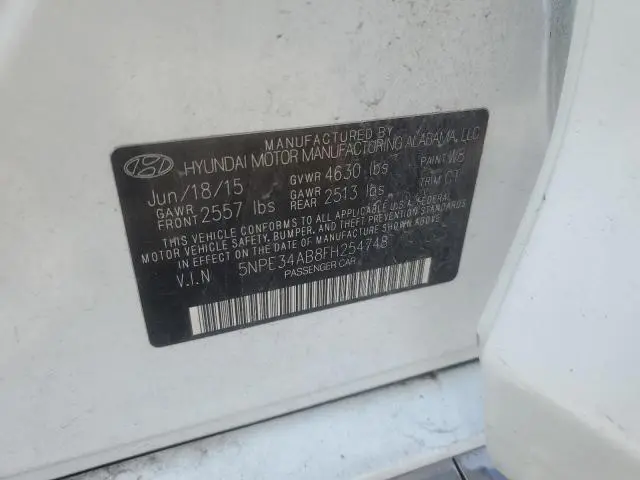 MANUFACTURED BY
HYUNDAI MOTOR MANUFACTURING ALABAMA, LLC
Jun/18/15 GVWR 4630 lbs PAINT W8
GAWR FRONT 2557 lbs GAWR REAR 2513 lbs TRIM CT
THIS VEHICLE CONFORMS TO ALL APPLICABLE U.S. FEDERAL
MOTOR VEHICLE SAFETY, BUMPER, AND THEFT PREVENTION STANDARDS
IN EFFECT ON THE DATE OF MANUFACTURE SHOWN ABOVE.
V.I.N 5NPE34AB8FH254748
PASSENGER CAR